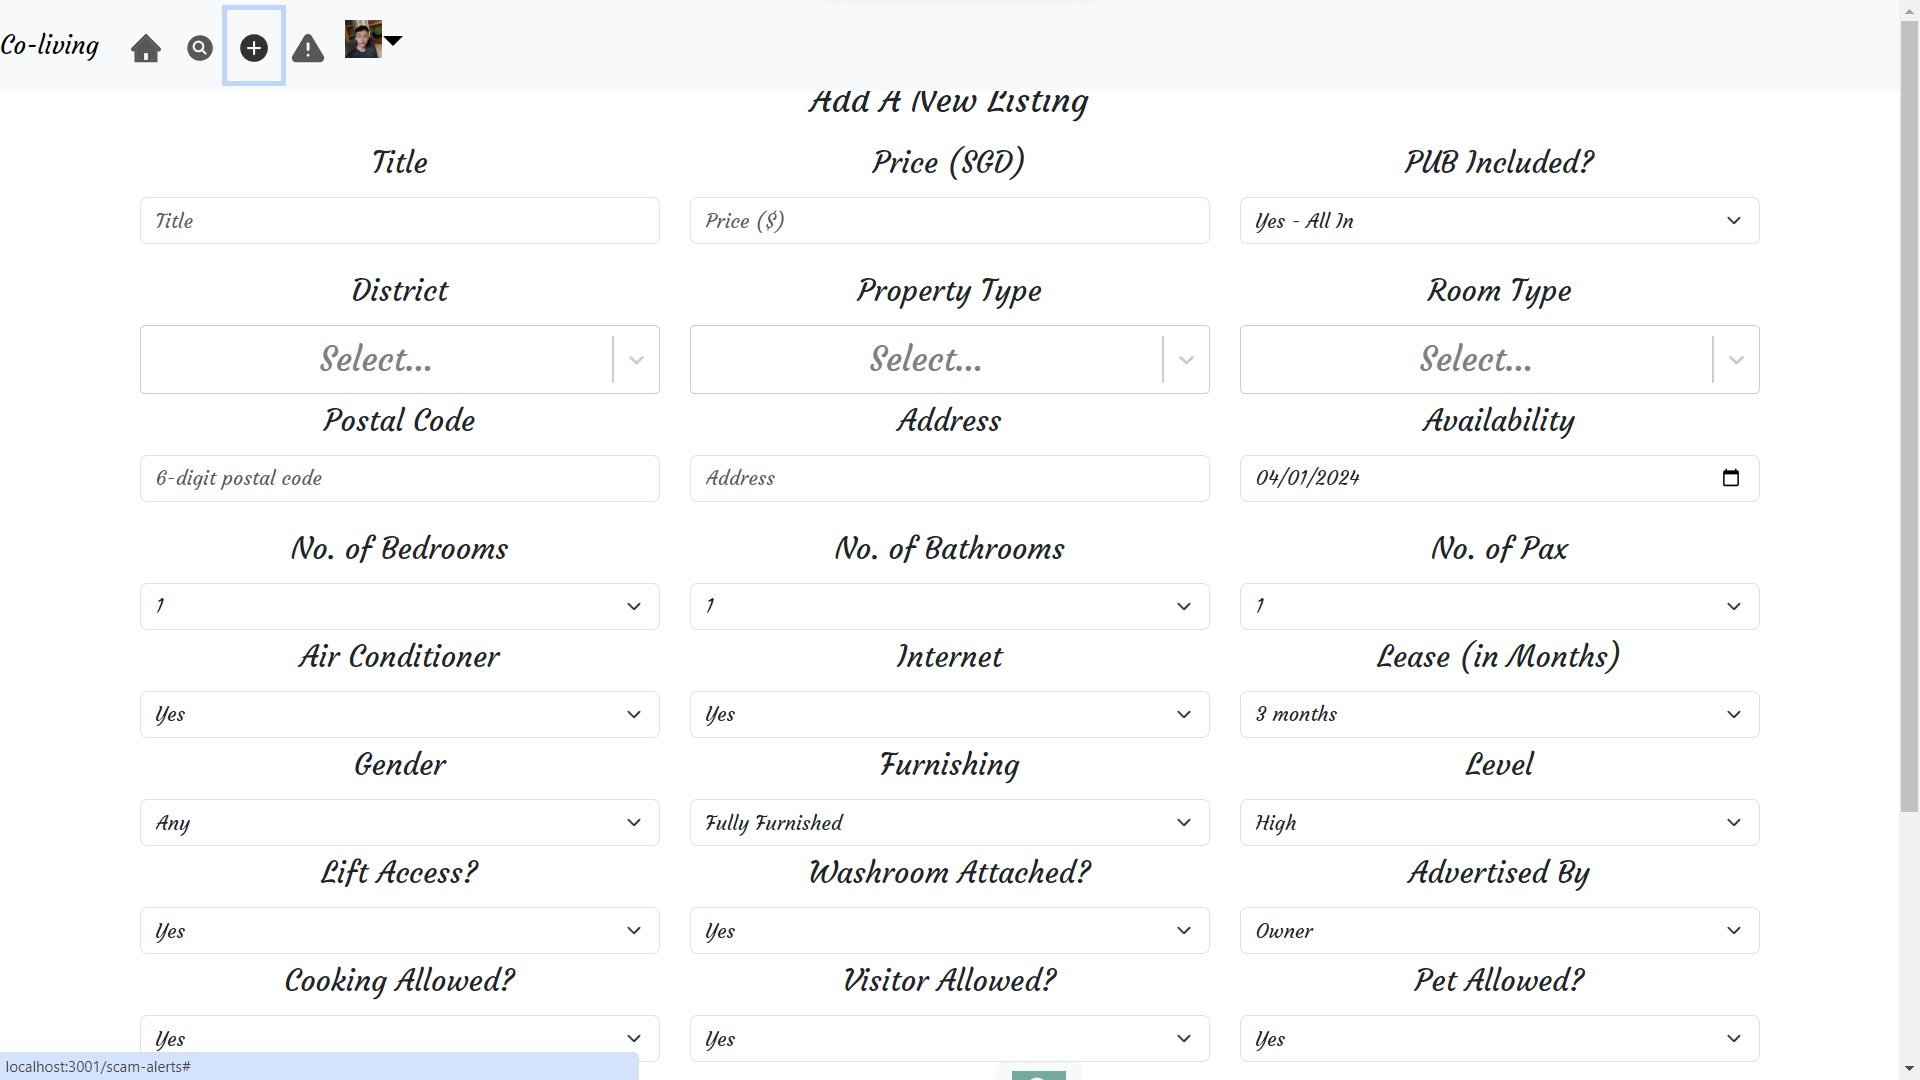 Co-living
Add A New Listing
Title Price (SGD) PUB Included?
Title Price ($) Yes - All In
District Property Type Room Type
Select... Select... Select...
Postal Code Address Availability
6-digit postal code Address 04/01/2024
No. of Bedrooms No. of Bathrooms No. of Pax
1 1 1
Air Conditioner Internet Lease (in Months)
Yes Yes 3 months
Gender Furnishing Level
Any Fully Furnished High
Lift Access? Washroom Attached? Advertised By
Yes Yes Owner
Cooking Allowed? Visitor Allowed? Pet Allowed?
Yes Yes Yes
localhost:3001/scam-alerts#